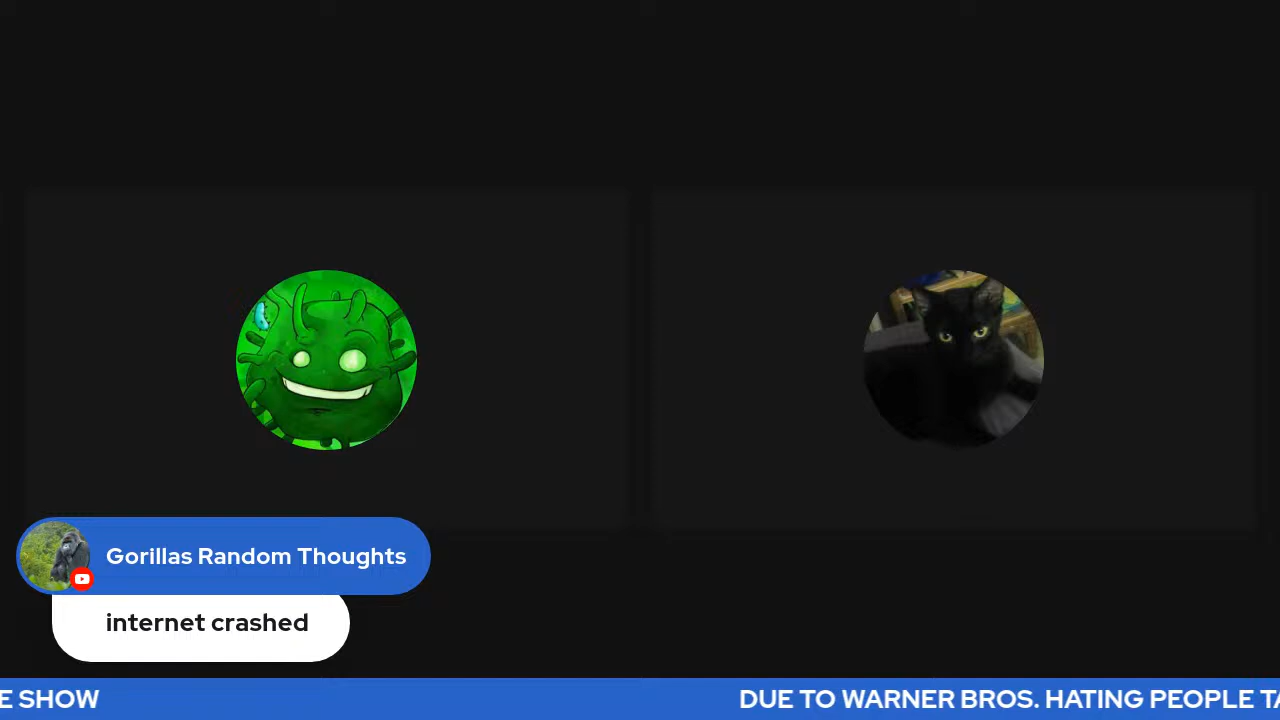 Gorillas Random Thoughts
internet crashed
E SHOW DUE TO WARNER BROS. HATING PEOPLE TA